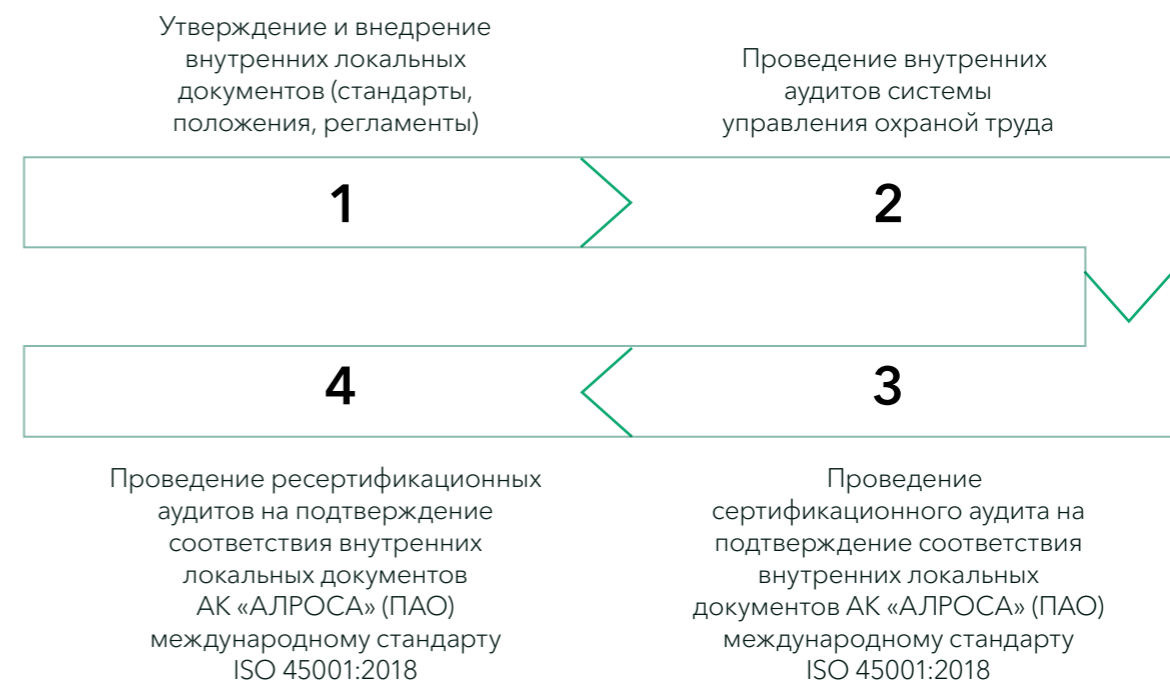 Утверждение и внедрение
внутренних локальных
документов (стандарты,
положения, регламенты)
Проведение внутренних
аудитов системы
управления охраной труда
1
2
4
3
Проведение ресертификационных
аудитов на подтверждение
соответствия внутренних
локальных документов
АК «АЛРОСА» (ПАО)
международному стандарту
ISO 45001:2018
Проведение
сертификационного аудита на
подтверждение соответствия
внутренних локальных
документов АК «АЛРОСА» (ПАО)
международному стандарту
ISO 45001:2018